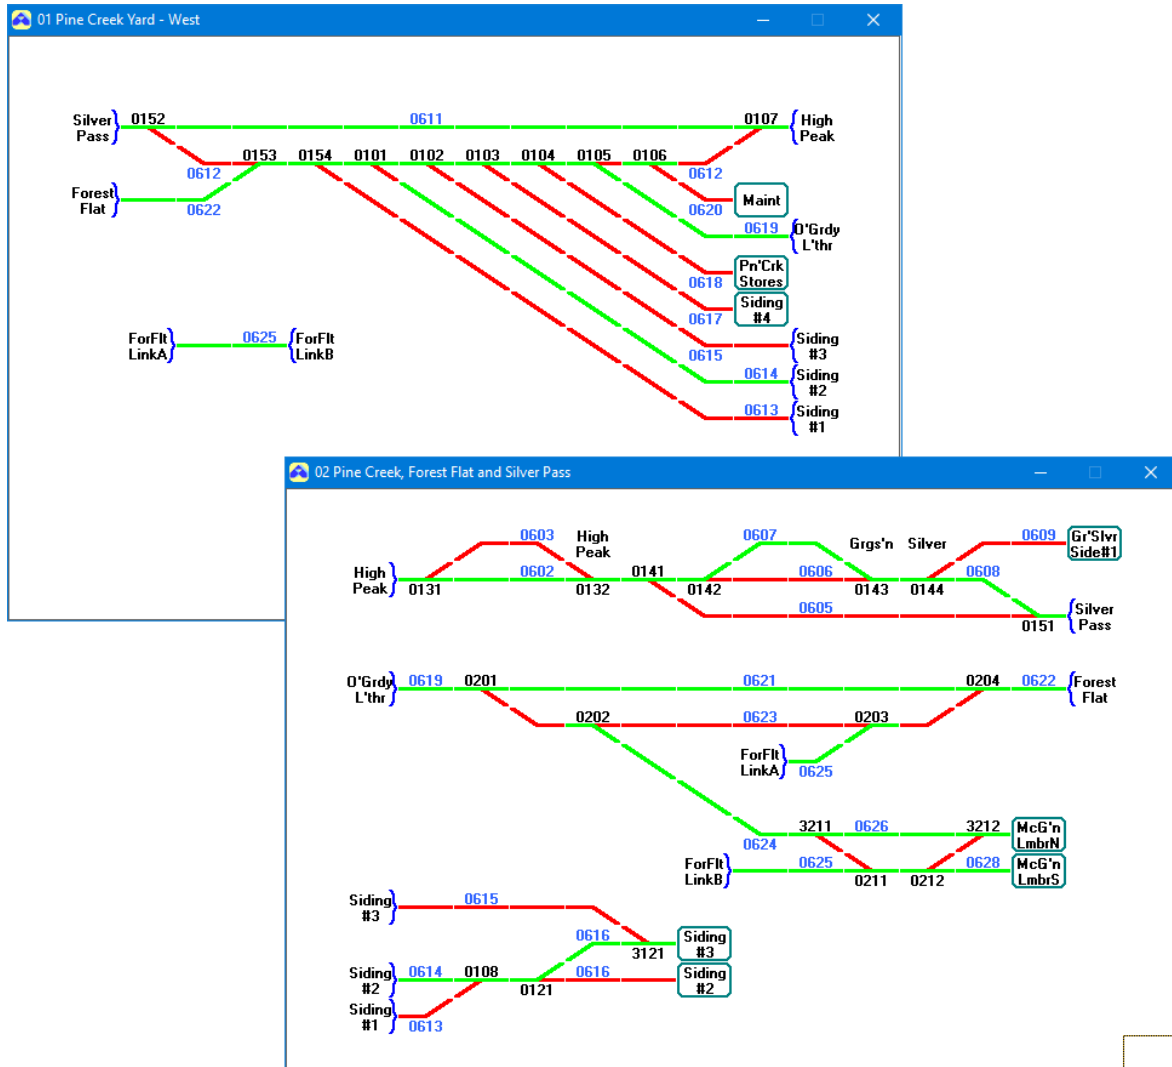 01 Pine Creek Yard - West
Silver
Pass
0152
0611
0107
High
Peak
0153
0154
0101
0102
0103
0104
0105
0106
0612
0612
Forest
Flat
0622
0620
Maint
0619
O'Grdy
L'thr
0618
Pn'Crk
Stores
0617
Siding
#4
ForFlt
LinkA
0625
ForFlt
LinkB
0615
Siding
#3
0614
Siding
#2
0613
Siding
#1
02 Pine Creek, Forest Flat and Silver Pass
0603
High
Peak
0607
Grgs'n Silver
0609
Gr'Slvr
Side#1
High
Peak
0131
0602
0132
0141
0142
0606
0143
0144
0608
0605
0151
Silver
Pass
O'Grdy
L'thr
0619
0201
0621
0204
0622
Forest
Flat
0202
0623
0203
ForFlt
LinkA
0625
0624
3211
0626
3212
McG'n
LmbrN
ForFlt
LinkB
0625
0211
0212
0628
McG'n
LmbrS
Siding
#3
0615
0616
3121
Siding
#3
Siding
#2
0614
0108
0121
0616
Siding
#2
Siding
#1
0613